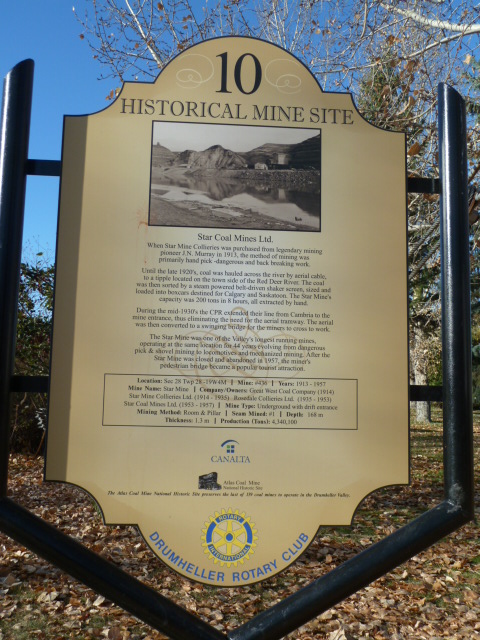 10
HISTORICAL MINE SITE
Star Coal Mines Ltd.
When Star Mine Collieries was purchased from legendary mining
pioneer J.N. Murray in 1913, the method of mining was
primarily hand pick -dangerous and back breaking work.
Until the late 1920's, coal was hauled across the river by aerial cable,
to a tipple located on the town side of the Red Deer River. The coal
was then sorted by a steam powered belt-driven shaker screen, sized and
loaded into boxcars destined for Calgary and Saskatoon. The Star Mine's
capacity was 200 tons in 8 hours, all extracted by hand.
During the mid-1930's the CPR extended their line from Cambria to the
mine entrance, thus eliminating the need for the aerial tramway. The aerial
was then converted to a swinging bridge for the miners to cross to work.
The Star Mine was one of the Valley's longest running mines,
operating at the same location for 44 years evolving from dangerous
pick & shovel mining to locomotives and mechanized mining. After the
Star Mine was closed and abandoned in 1957, the miner's
pedestrian bridge became a popular tourist attraction.
Location: Sec 28 Twp 28 -19W4M | Mine: #436 | Years: 1913 - 1957
Mine Name: Star Mine | Company/Owners: Great West Coal Company (1914)
Star Mine Collieries Ltd. (1914 - 1935) Rosedale Collieries Ltd. (1935 - 1953)
Star Coal Mines Ltd. (1953 - 1957) | Mine Type: Underground with drift entrance
Mining Method: Room & Pillar | Seam Mined: #1 | Depth: 168 m
Thickness: 1.3 m | Production (Tons): 4,340,100
CANALTA
Atlas Coal Mine
National Historic Site
The Atlas Coal Mine National Historic Site preserves the last of 139 coal mines to operate in the Drumheller Valley.
ROTARY
INTERNATIONAL
DRUMHELLER ROTARY CLUB